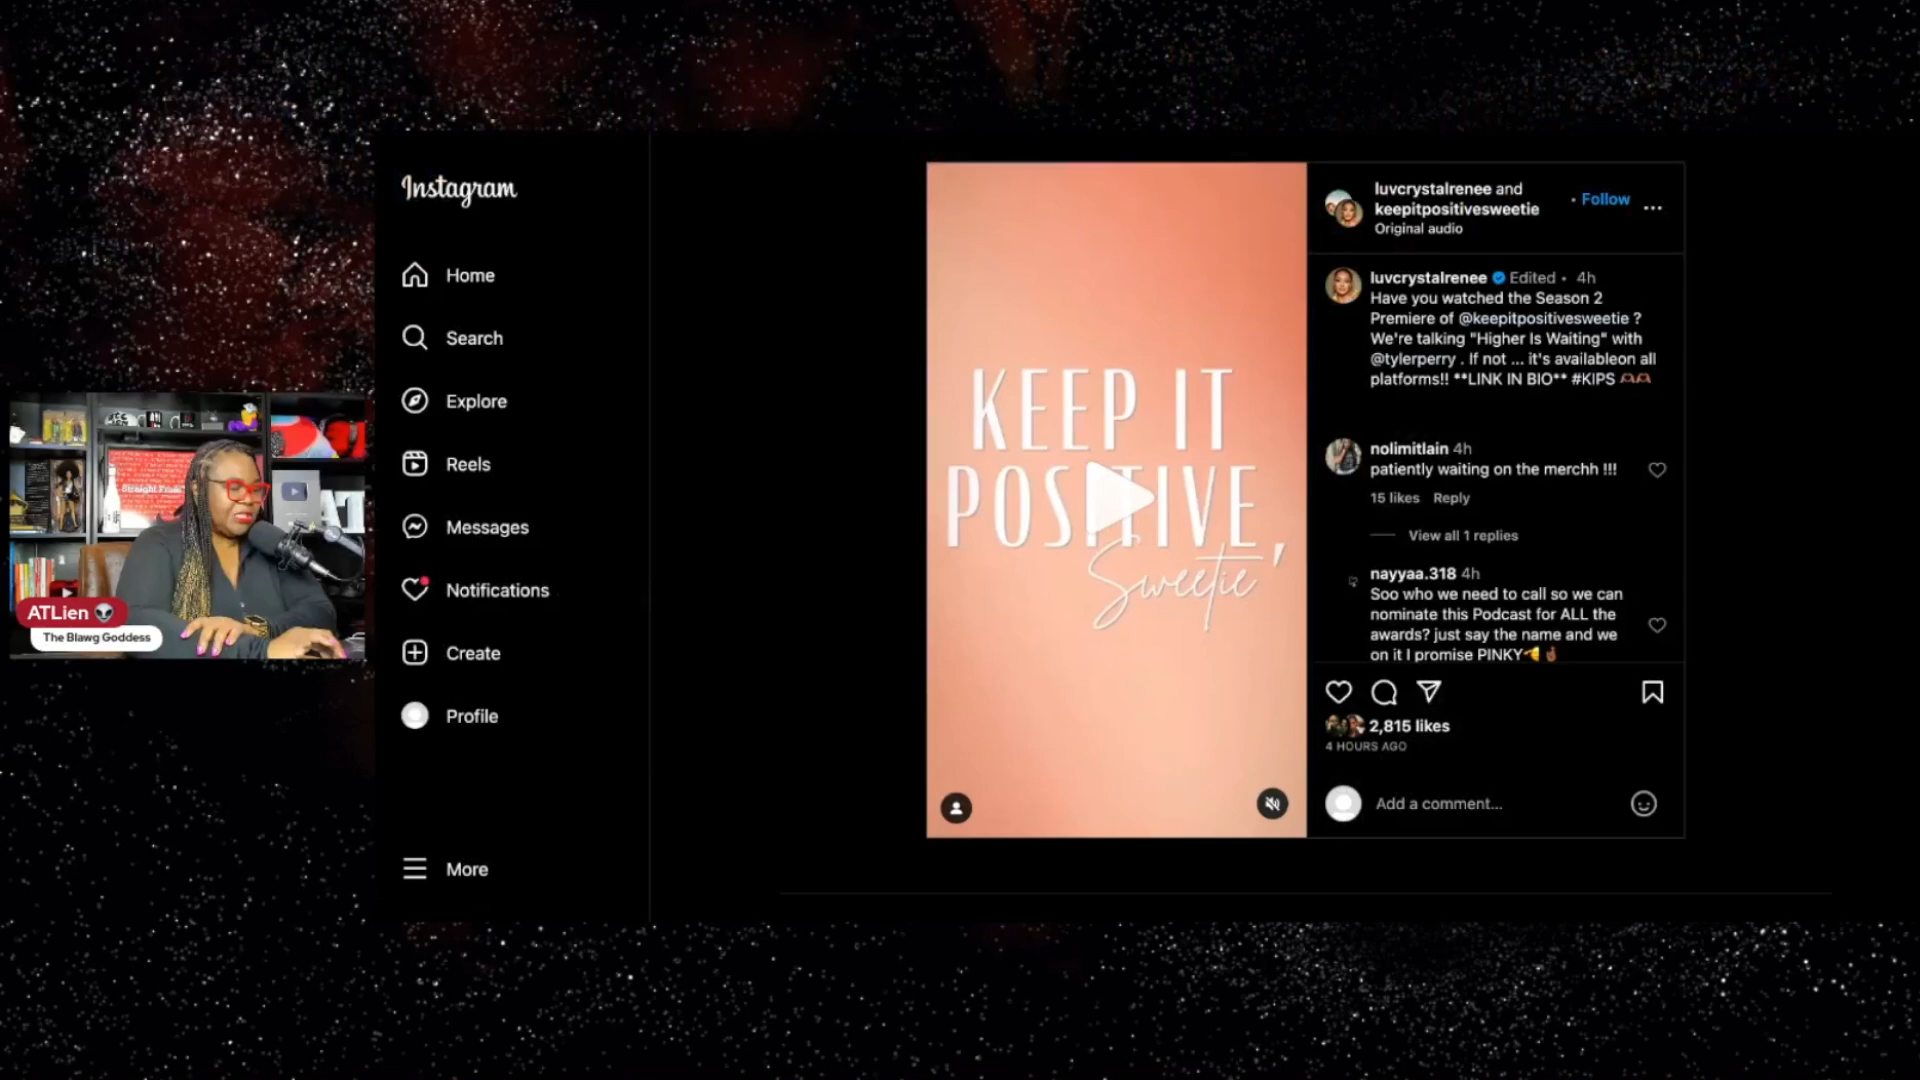 Instagram
Home
Search
Explore
Reels
Messages
Notifications
Create
Profile
More
Straight From
A1
ATLien 👽
The Blawg Goddess
KEEP IT
POSITIVE,
Sweetie
luvcrystalrenee and
keepitpositivesweetie
Original audio
• Follow
...
luvcrystalrenee Edited • 4h
Have you watched the Season 2
Premiere of @keepitpositivesweetie ?
We're talking "Higher Is Waiting" with
@tylerperry . If not ... it's availableon all
platforms!! **LINK IN BIO** #KIPS 🫶🏾🫶🏾
nolimitlain 4h
patiently waiting on the merchh !!!
15 likes Reply
View all 1 replies
nayyaa.318 4h
Soo who we need to call so we can
nominate this Podcast for ALL the
awards? just say the name and we
on it I promise PINKY
2,815 likes
4 HOURS AGO
Add a comment...